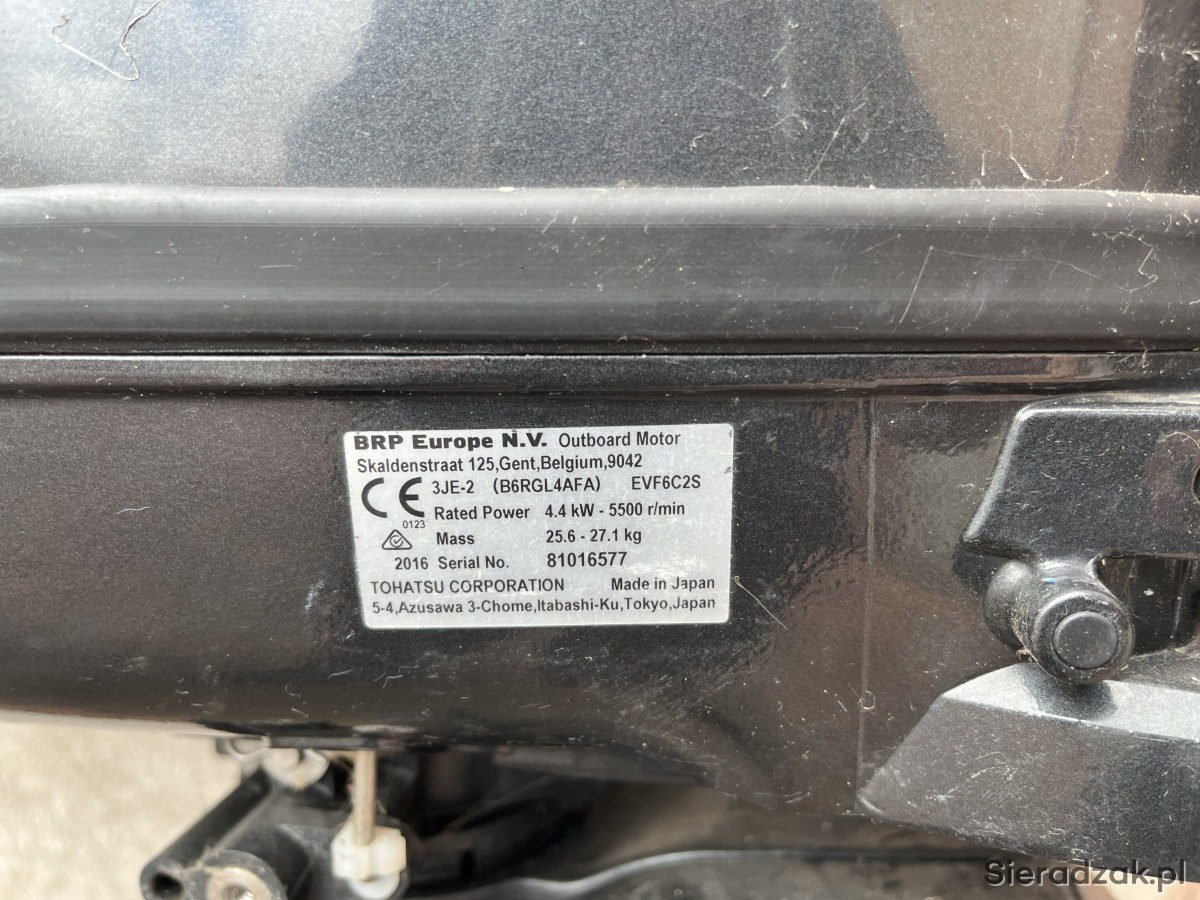 BRP Europe N.V. Outboard Motor
Skaldenstraat 125,Gent,Belgium,9042
CE 3JE-2 (B6RGL4AFA) EVF6C2S
0123 Rated Power 4.4 kW - 5500 r/min
Mass 25.6 - 27.1 kg
2016 Serial No. 81016577
TOHATSU CORPORATION Made in Japan
5-4,Azusawa 3-Chome,Itabashi-Ku,Tokyo,Japan
Sieradzak.pl